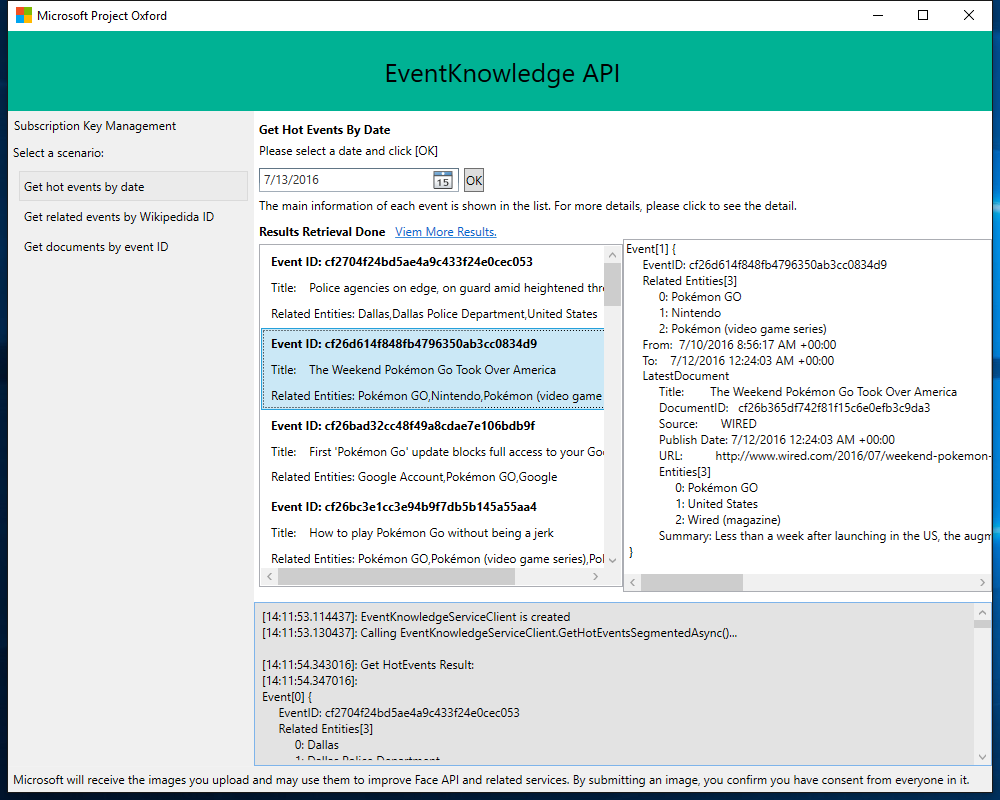 Microsoft Project Oxford
EventKnowledge API
Subscription Key Management
Select a scenario:
Get hot events by date
Get related events by Wikipedida ID
Get documents by event ID
Get Hot Events By Date
Please select a date and click [OK]
7/13/2016 15 OK
The main information of each event is shown in the list. For more details, please click to see the detail.
Results Retrieval Done Viem More Results.
Event ID: cf2704f24bd5ae4a9c433f24e0cec053
Title: Police agencies on edge, on guard amid heightened thre
Related Entities: Dallas,Dallas Police Department,United States
Event ID: cf26d614f848fb4796350ab3cc0834d9
Title: The Weekend Pokémon Go Took Over America
Related Entities: Pokémon GO,Nintendo,Pokémon (video game
Event ID: cf26bad32cc48f49a8cdae7e106bdb9f
Title: First 'Pokémon Go' update blocks full access to your Goo
Related Entities: Google Account,Pokémon GO,Google
Event ID: cf26bc3e1cc3e94b9f7db5b145a55aa4
Title: How to play Pokémon Go without being a jerk
Related Entities: Pokémon GO,Pokémon (video game series),Pok
Event[1] {
EventID: cf26d614f848fb4796350ab3cc0834d9
Related Entities[3]
0: Pokémon GO
1: Nintendo
2: Pokémon (video game series)
From: 7/10/2016 8:56:17 AM +00:00
To: 7/12/2016 12:24:03 AM +00:00
LatestDocument
Title: The Weekend Pokémon Go Took Over America
DocumentID: cf26b365df742f81f15c6e0efb3c9da3
Source: WIRED
Publish Date: 7/12/2016 12:24:03 AM +00:00
URL: http://www.wired.com/2016/07/weekend-pokemon-
Entities[3]
0: Pokémon GO
1: United States
2: Wired (magazine)
Summary: Less than a week after launching in the US, the augm
}
[14:11:53.114437]: EventKnowledgeServiceClient is created
[14:11:53.130437]: Calling EventKnowledgeServiceClient.GetHotEventsSegmentedAsync()...
[14:11:54.343016]: Get HotEvents Result:
[14:11:54.347016]:
Event[0] {
EventID: cf2704f24bd5ae4a9c433f24e0cec053
Related Entities[3]
0: Dallas
1: Dallas Police Department
Microsoft will receive the images you upload and may use them to improve Face API and related services. By submitting an image, you confirm you have consent from everyone in it.